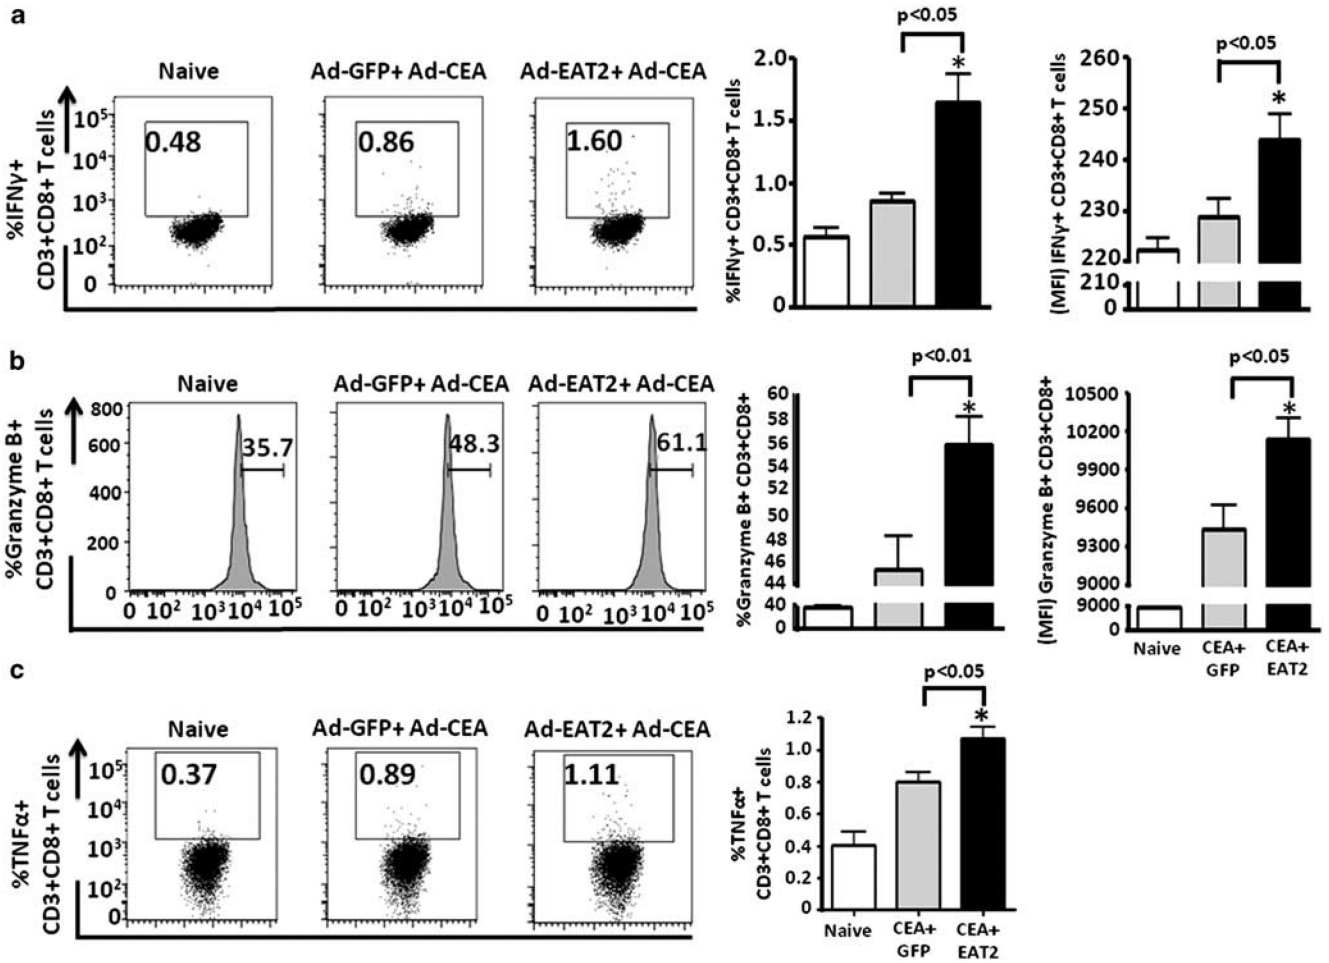 a
%IFNγ+
CD3+CD8+ T cells
Naive
Ad-GFP+ Ad-CEA
Ad-EAT2+ Ad-CEA
10⁵
10⁴
10³
10²
0
0.48
0.86
1.60
%IFNγ+ CD3+CD8+ T cells
2.0
1.5
1.0
0.5
0
p<0.05
*
(MFI) IFNγ+ CD3+CD8+ T cells
260
250
240
230
220
210
0
p<0.05
*
b
%Granzyme B+
CD3+CD8+ T cells
Naive
Ad-GFP+ Ad-CEA
Ad-EAT2+ Ad-CEA
800
600
400
200
0
35.7
48.3
61.1
0 10² 10³ 10⁴ 10⁵
0 10² 10³ 10⁴ 10⁵
0 10² 10³ 10⁴ 10⁵
%Granzyme B+ CD3+CD8+
60
58
56
54
52
50
48
46
44
40
0
p<0.01
*
(MFI) Granzyme B+ CD3+CD8+
10500
10200
9900
9600
9300
9000
9000
0
p<0.05
*
Naive
CEA+
GFP
CEA+
EAT2
c
%TNFα+
CD3+CD8+ T cells
Naive
Ad-GFP+ Ad-CEA
Ad-EAT2+ Ad-CEA
10⁵
10⁴
10³
10²
0
0.37
0.89
1.11
%TNFα+
CD3+CD8+ T cells
1.2
1.0
0.8
0.6
0.4
0.2
0
p<0.05
*
Naive
CEA+
GFP
CEA+
EAT2